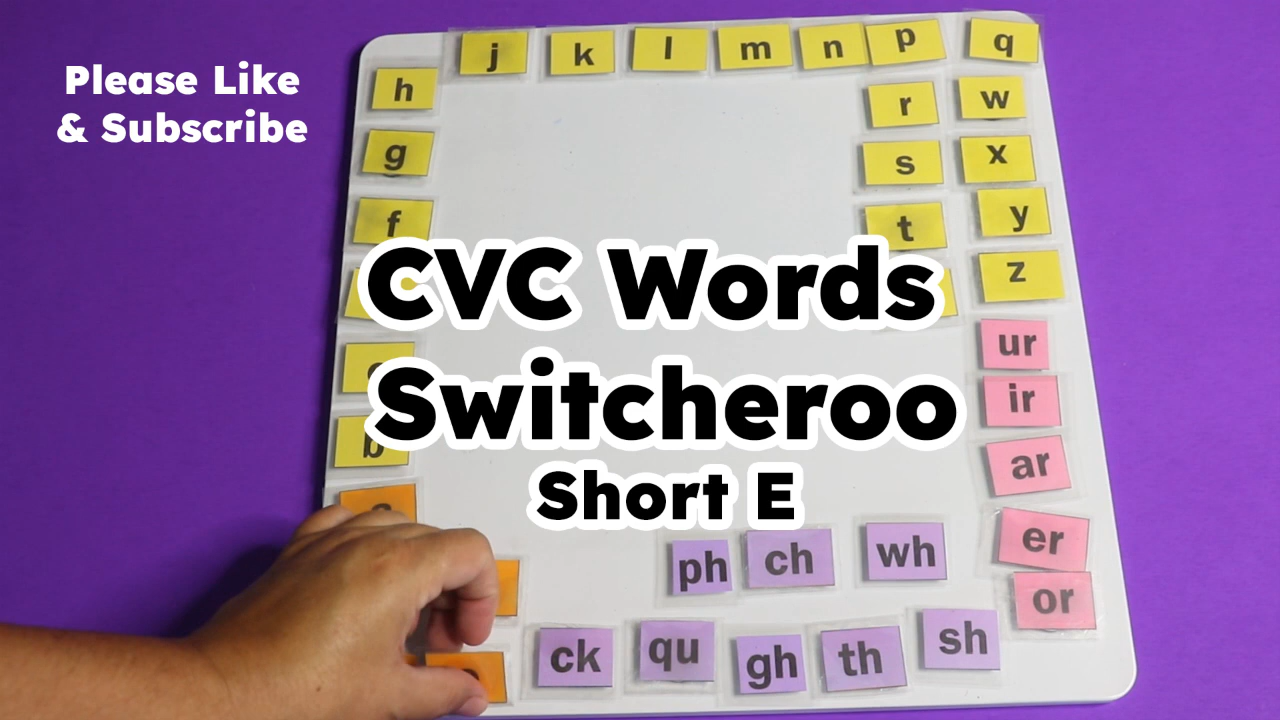 Please Like
& Subscribe
CVC Words
Switcheroo
Short E
j k l m n p q
h r w
g s x
f t y
z
ur
ir
b ar
ph ch wh er
or
ck qu gh th sh